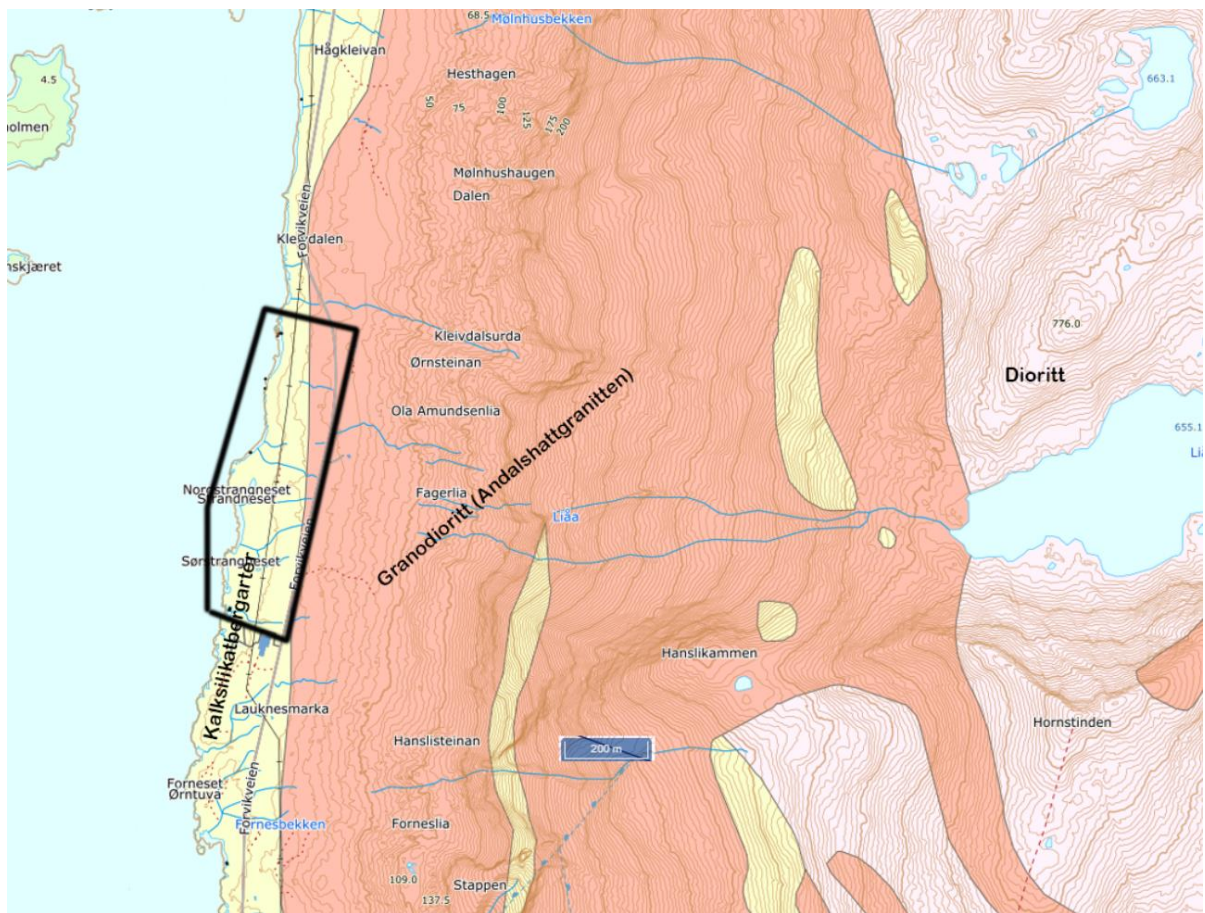 68.5
Mølnhusbekken
Hågkleivan
4.5
Hesthagen
663.1
50
75
100
125
175
200
olmen
Mølnhushaugen
Dalen
Forvikveien
Kleivdalen
nskjæret
776.0
Kleivdalsurda
Ørnsteinan
Dioritt
Ola Amundsenlia
Granodioritt (Andalshattgranitten)
655.1
Li
Nordstrangneset
Strandneset
Fagerlia
Liåa
Forvikveien
Sørstrangneset
Kalksilikatbergarter
Hanslikammen
Lauknesmarka
Hornstinden
Hanslisteinan
200 m
Forneset
Ørntuva
Forvikveien
Fornesbekken
Forneslia
109.0
137.5
Stappen